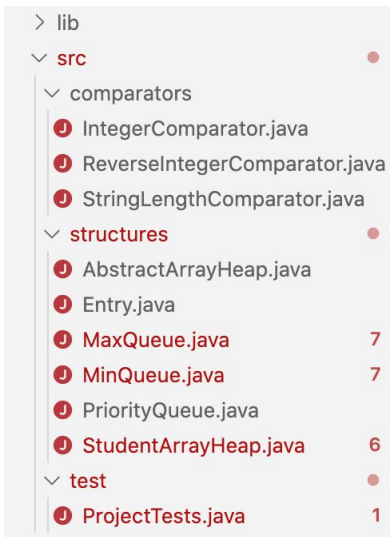 lib
src
comparators
J IntegerComparator.java
J ReverseIntegerComparator.java
J StringLengthComparator.java
structures
J AbstractArrayHeap.java
J Entry.java
J MaxQueue.java 7
J MinQueue.java 7
J PriorityQueue.java
J StudentArrayHeap.java 6
test
J ProjectTests.java 1